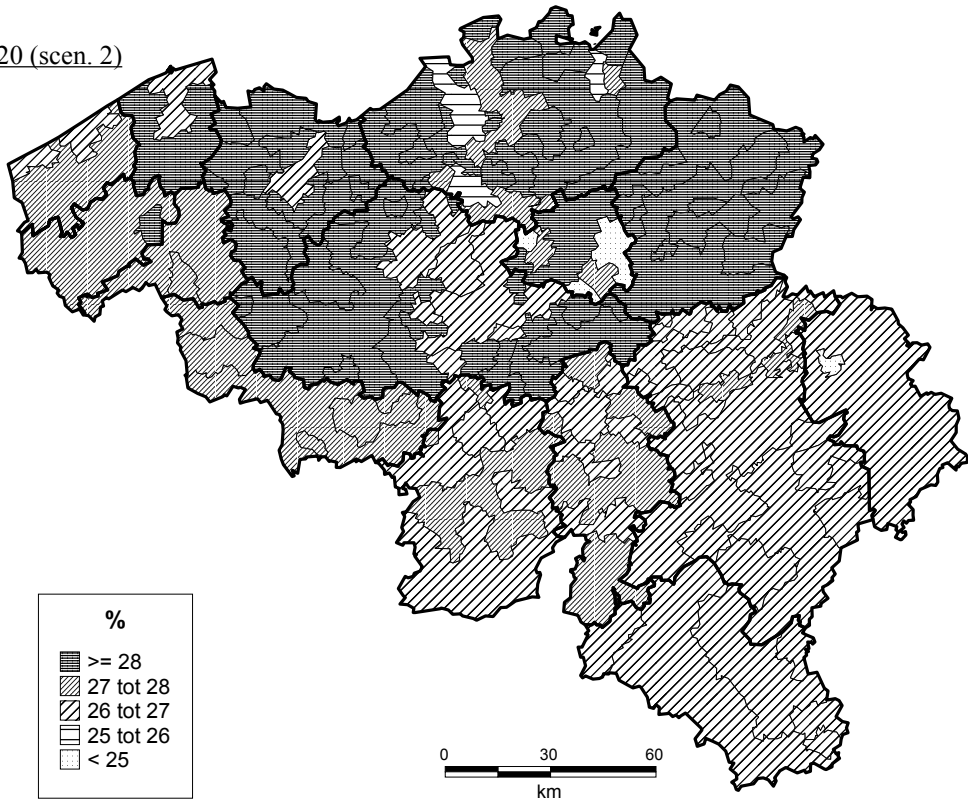 20 (scen. 2)
%
>= 28
27 tot 28
26 tot 27
25 tot 26
< 25
0 30 60
km